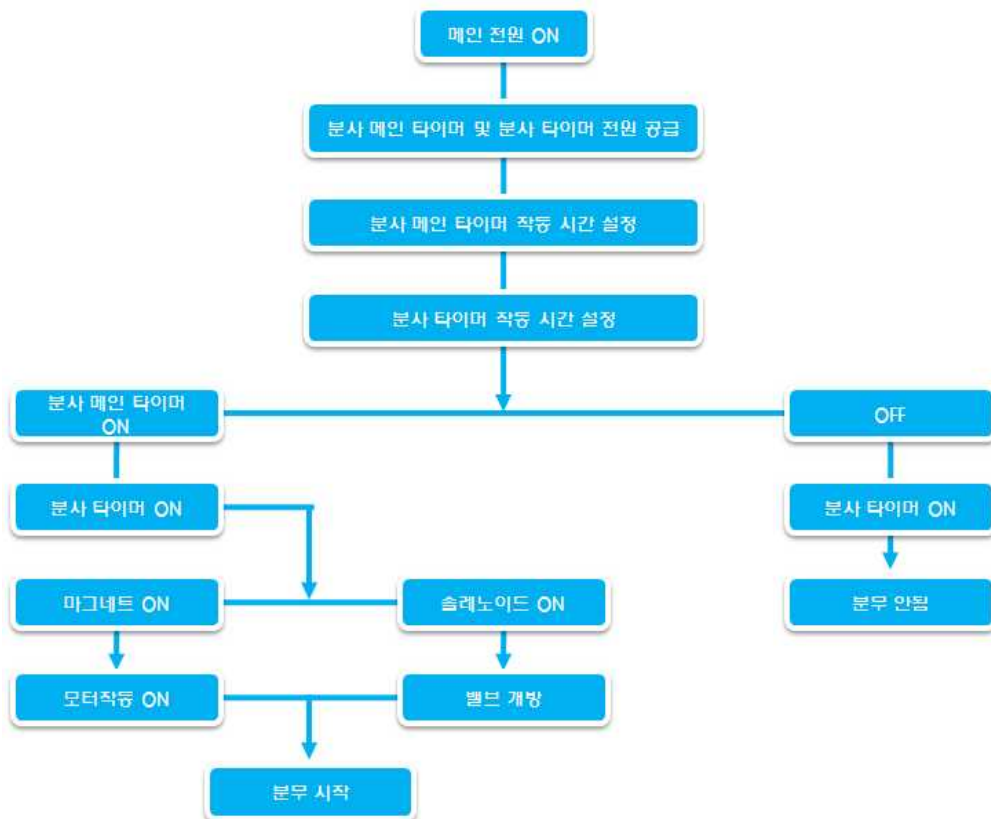 메인 전원 ON
분사 메인 타이머 및 분사 타이머 전원 공급
분사 메인 타이머 작동 시간 설정
분사 타이머 작동 시간 설정
분사 메인 타이머
ON
OFF
분사 타이머 ON
분사 타이머 ON
마그네트 ON
솔레노이드 ON
분무 안됨
모터작동 ON
밸브 개방
분무 시작